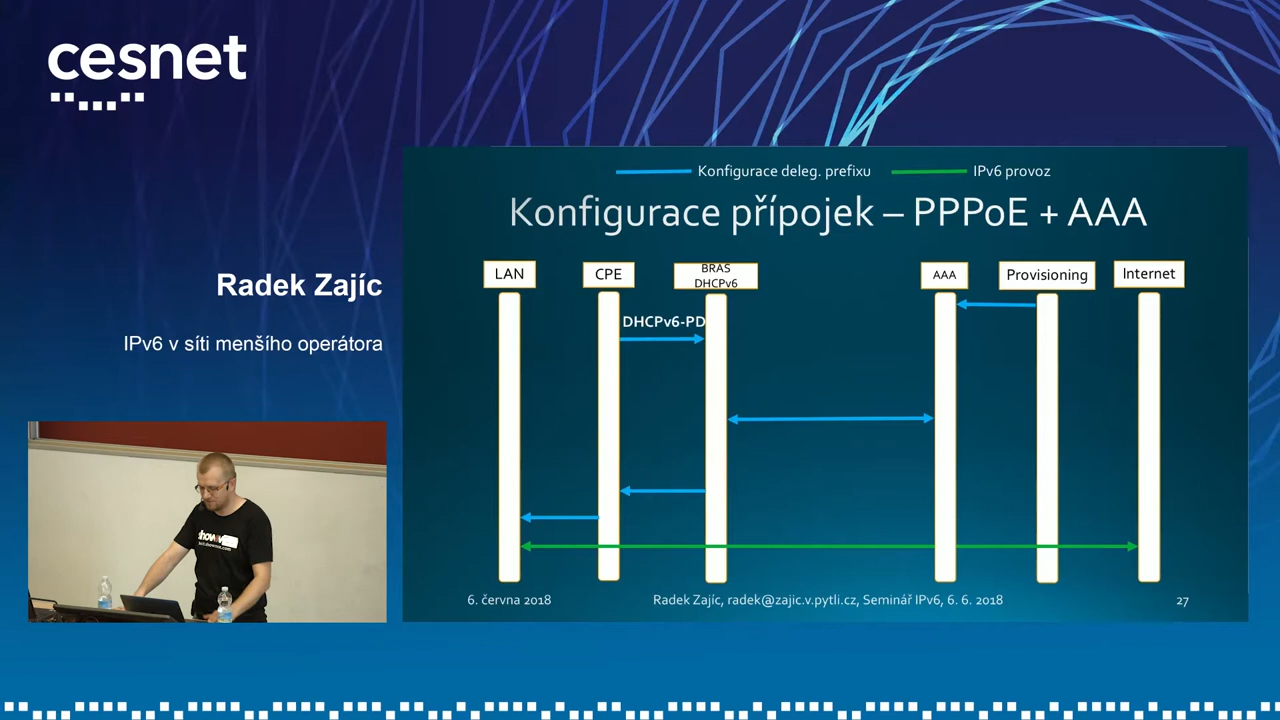 cesnet
Konfigurace deleg. prefixu
IPv6 provoz
Konfigurace přípojek – PPPoE + AAA
LAN
CPE
BRAS
DHCPv6
AAA
Provisioning
Internet
DHCPv6-PD
Radek Zajíc
IPv6 v síti menšího operátora
6. června 2018
Radek Zajíc, radek@zajic.v.pytli.cz, Seminář IPv6, 6. 6. 2018
27